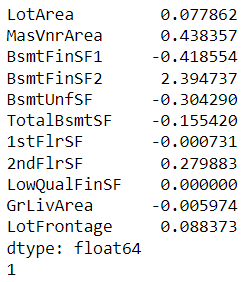 LotArea 0.077862
MasVnrArea 0.438357
BsmtFinSF1 -0.418554
BsmtFinSF2 2.394737
BsmtUnfSF -0.304290
TotalBsmtSF -0.155420
1stFlrSF -0.000731
2ndFlrSF 0.279883
LowQualFinSF 0.000000
GrLivArea -0.005974
LotFrontage 0.088373
dtype: float64
1